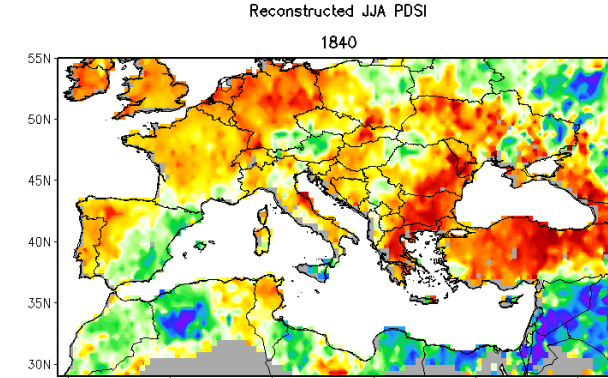 Reconstructed JJA PDSI
1840
55N
50N
45N
40N
35N
30N